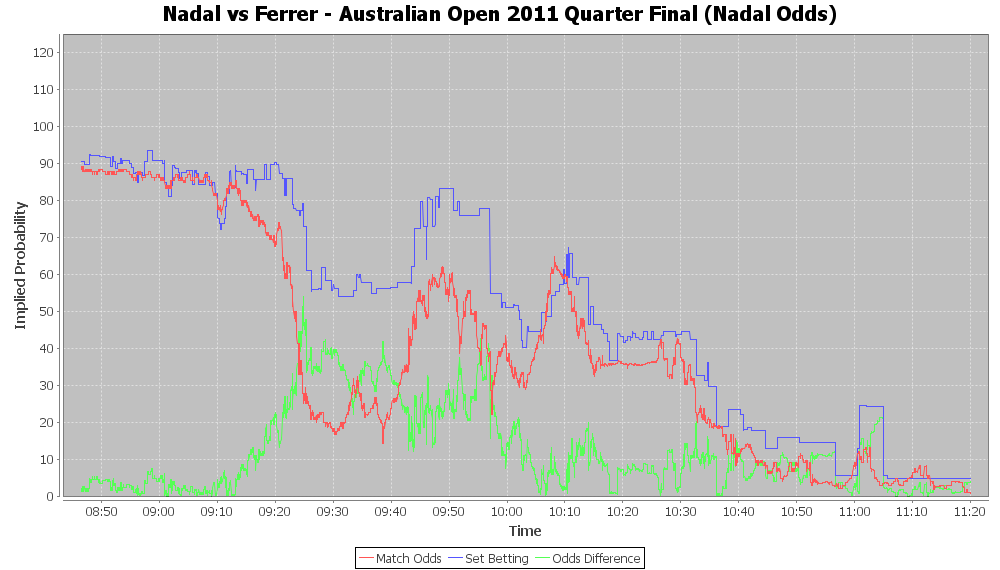 Nadal vs Ferrer - Australian Open 2011 Quarter Final (Nadal Odds)
120
110
100
90
80
70
60
50
40
30
20
10
0
Implied Probability
08:50 09:00 09:10 09:20 09:30 09:40 09:50 10:00 10:10 10:20 10:30 10:40 10:50 11:00 11:10 11:20
Time
Match Odds Set Betting Odds Difference